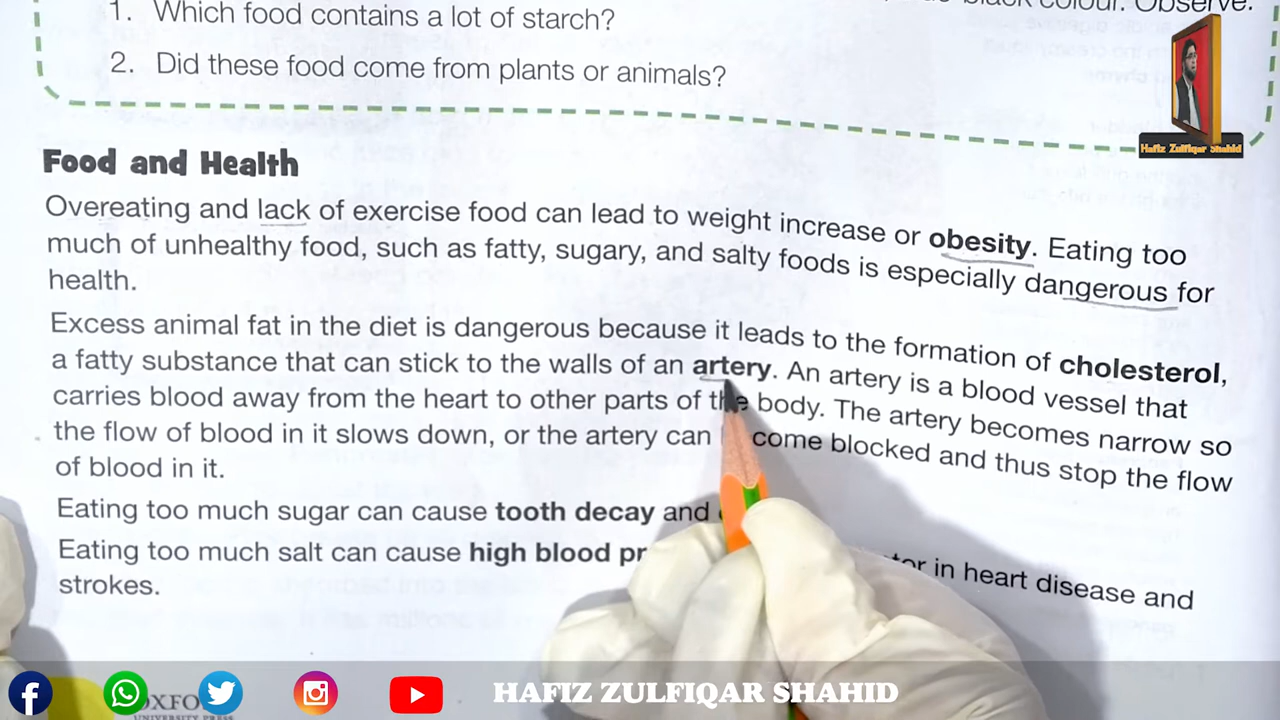 black colour. Observe.
1. Which food contains a lot of starch?
2. Did these food come from plants or animals?
Hafiz Zulfiqar Shahid
Food and Health
Overeating and lack of exercise food can lead to weight increase or obesity. Eating too
much of unhealthy food, such as fatty, sugary, and salty foods is especially dangerous for
health.
Excess animal fat in the diet is dangerous because it leads to the formation of cholesterol,
a fatty substance that can stick to the walls of an artery. An artery is a blood vessel that
carries blood away from the heart to other parts of the body. The artery becomes narrow so
the flow of blood in it slows down, or the artery can come blocked and thus stop the flow
of blood in it.
Eating too much sugar can cause tooth decay and
Eating too much salt can cause high blood in heart disease and
strokes.
OXFO
UNIVERSITY PRESS
HAFIZ ZULFIQAR SHAHID